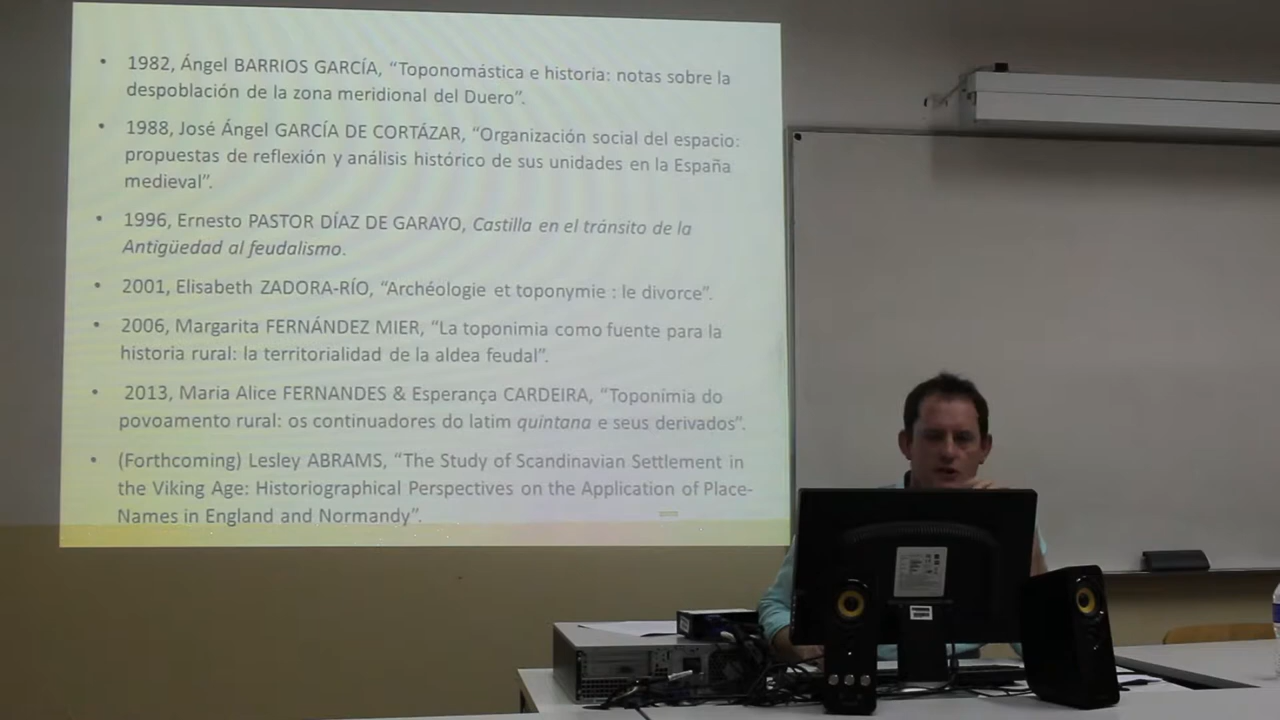 • 1982, Ángel BARRIOS GARCÍA, “Toponomástica e historia: notas sobre la
despoblación de la zona meridional del Duero”.
• 1988, José Ángel GARCÍA DE CORTÁZAR, “Organización social del espacio:
propuestas de reflexión y análisis histórico de sus unidades en la España
medieval”.
• 1996, Ernesto PASTOR DÍAZ DE GARAYO, Castilla en el tránsito de la
Antigüedad al feudalismo.
• 2001, Elisabeth ZADORA-RÍO, “Archéologie et toponymie : le divorce”.
• 2006, Margarita FERNÁNDEZ MIER, “La toponimia como fuente para la
historia rural: la territorialidad de la aldea feudal”.
• 2013, Maria Alice FERNANDES & Esperança CARDEIRA, “Toponímia do
povoamento rural: os continuadores do latim quintana e seus derivados”.
• (Forthcoming) Lesley ABRAMS, “The Study of Scandinavian Settlement in
the Viking Age: Historiographical Perspectives on the Application of Place-
Names in England and Normandy”.